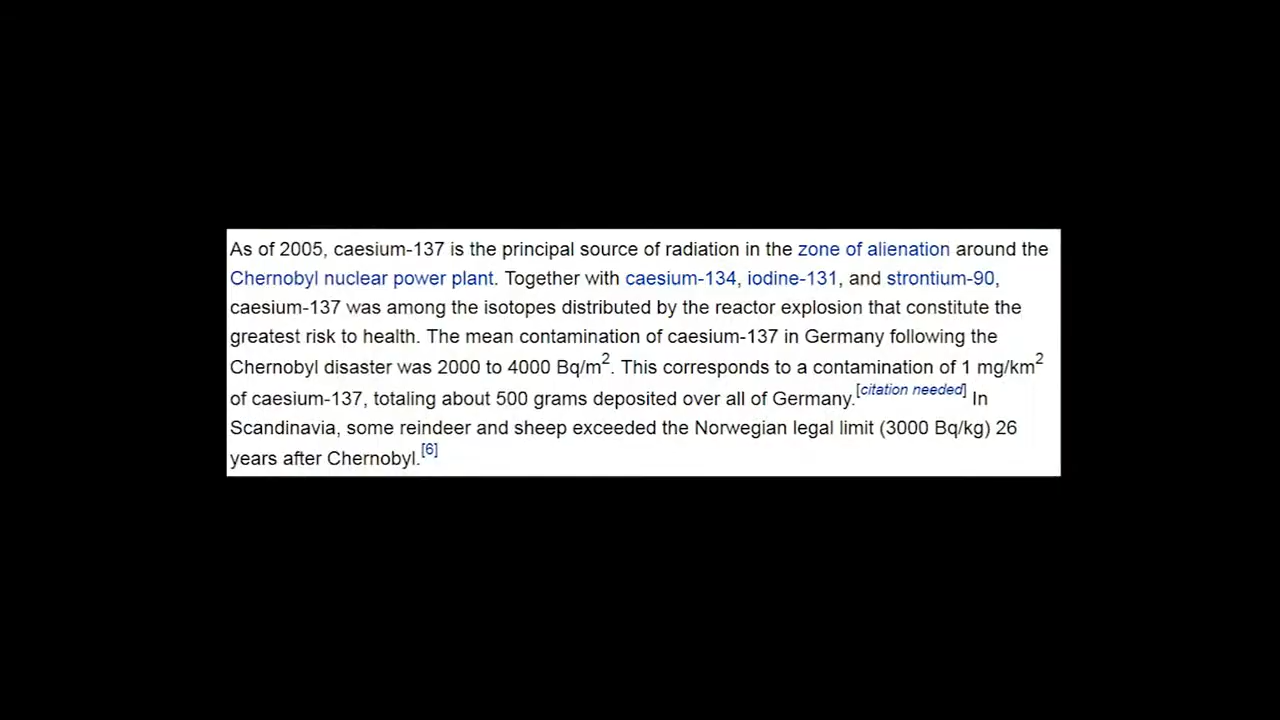 As of 2005, caesium-137 is the principal source of radiation in the zone of alienation around the
Chernobyl nuclear power plant. Together with caesium-134, iodine-131, and strontium-90,
caesium-137 was among the isotopes distributed by the reactor explosion that constitute the
greatest risk to health. The mean contamination of caesium-137 in Germany following the
Chernobyl disaster was 2000 to 4000 Bq/m². This corresponds to a contamination of 1 mg/km²
of caesium-137, totaling about 500 grams deposited over all of Germany.[citation needed] In
Scandinavia, some reindeer and sheep exceeded the Norwegian legal limit (3000 Bq/kg) 26
years after Chernobyl.[6]